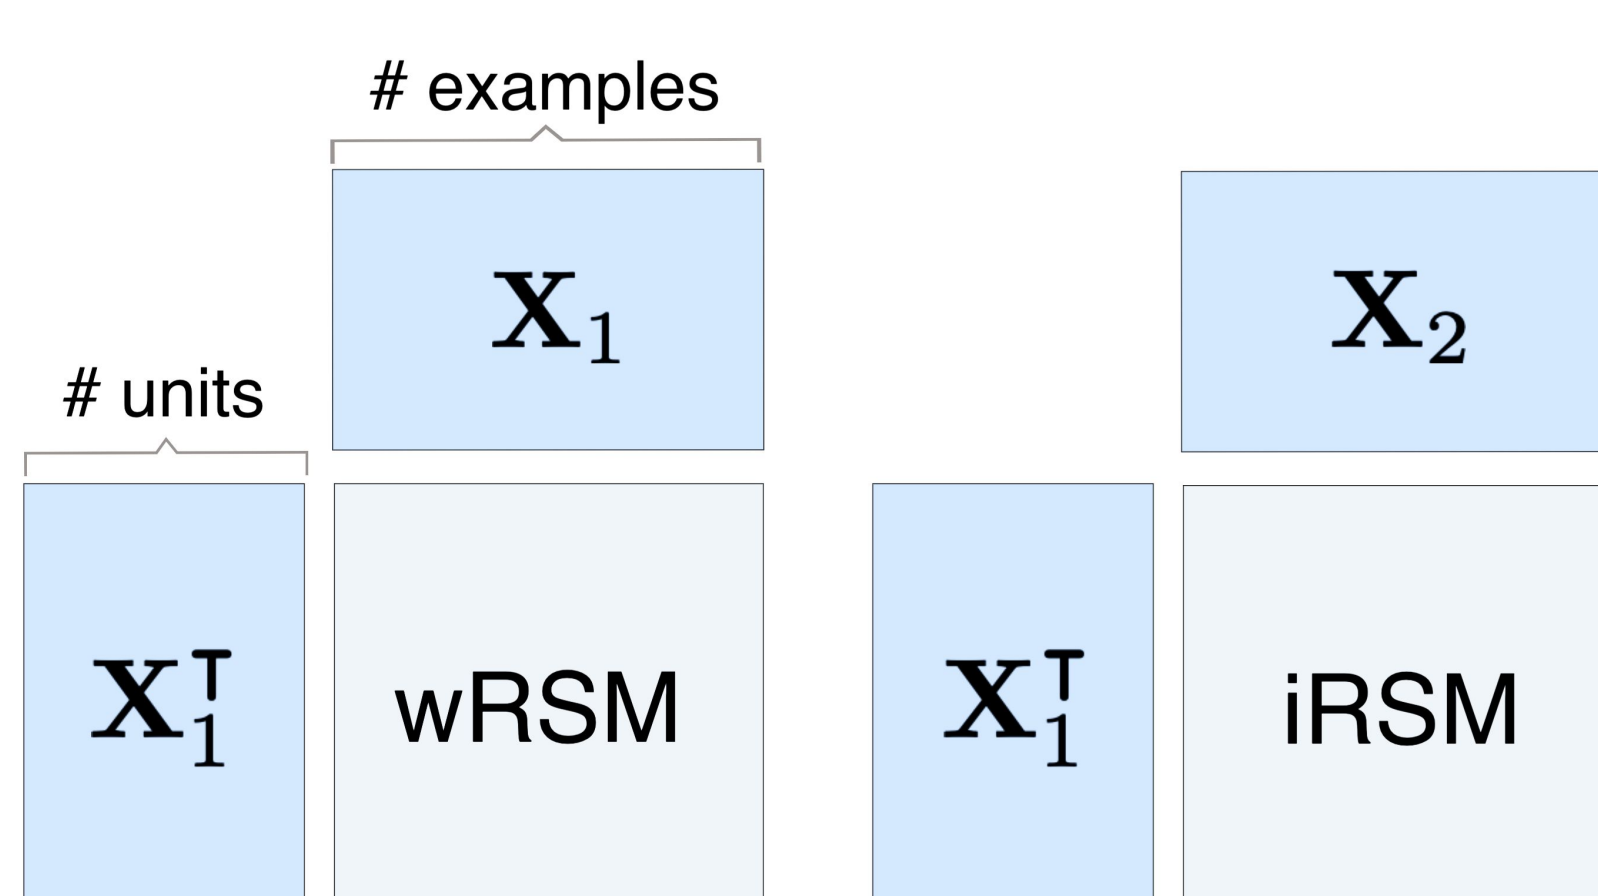 # examples
X₁
X₂
# units
X₁ᵀ
wRSM
X₁ᵀ
iRSM